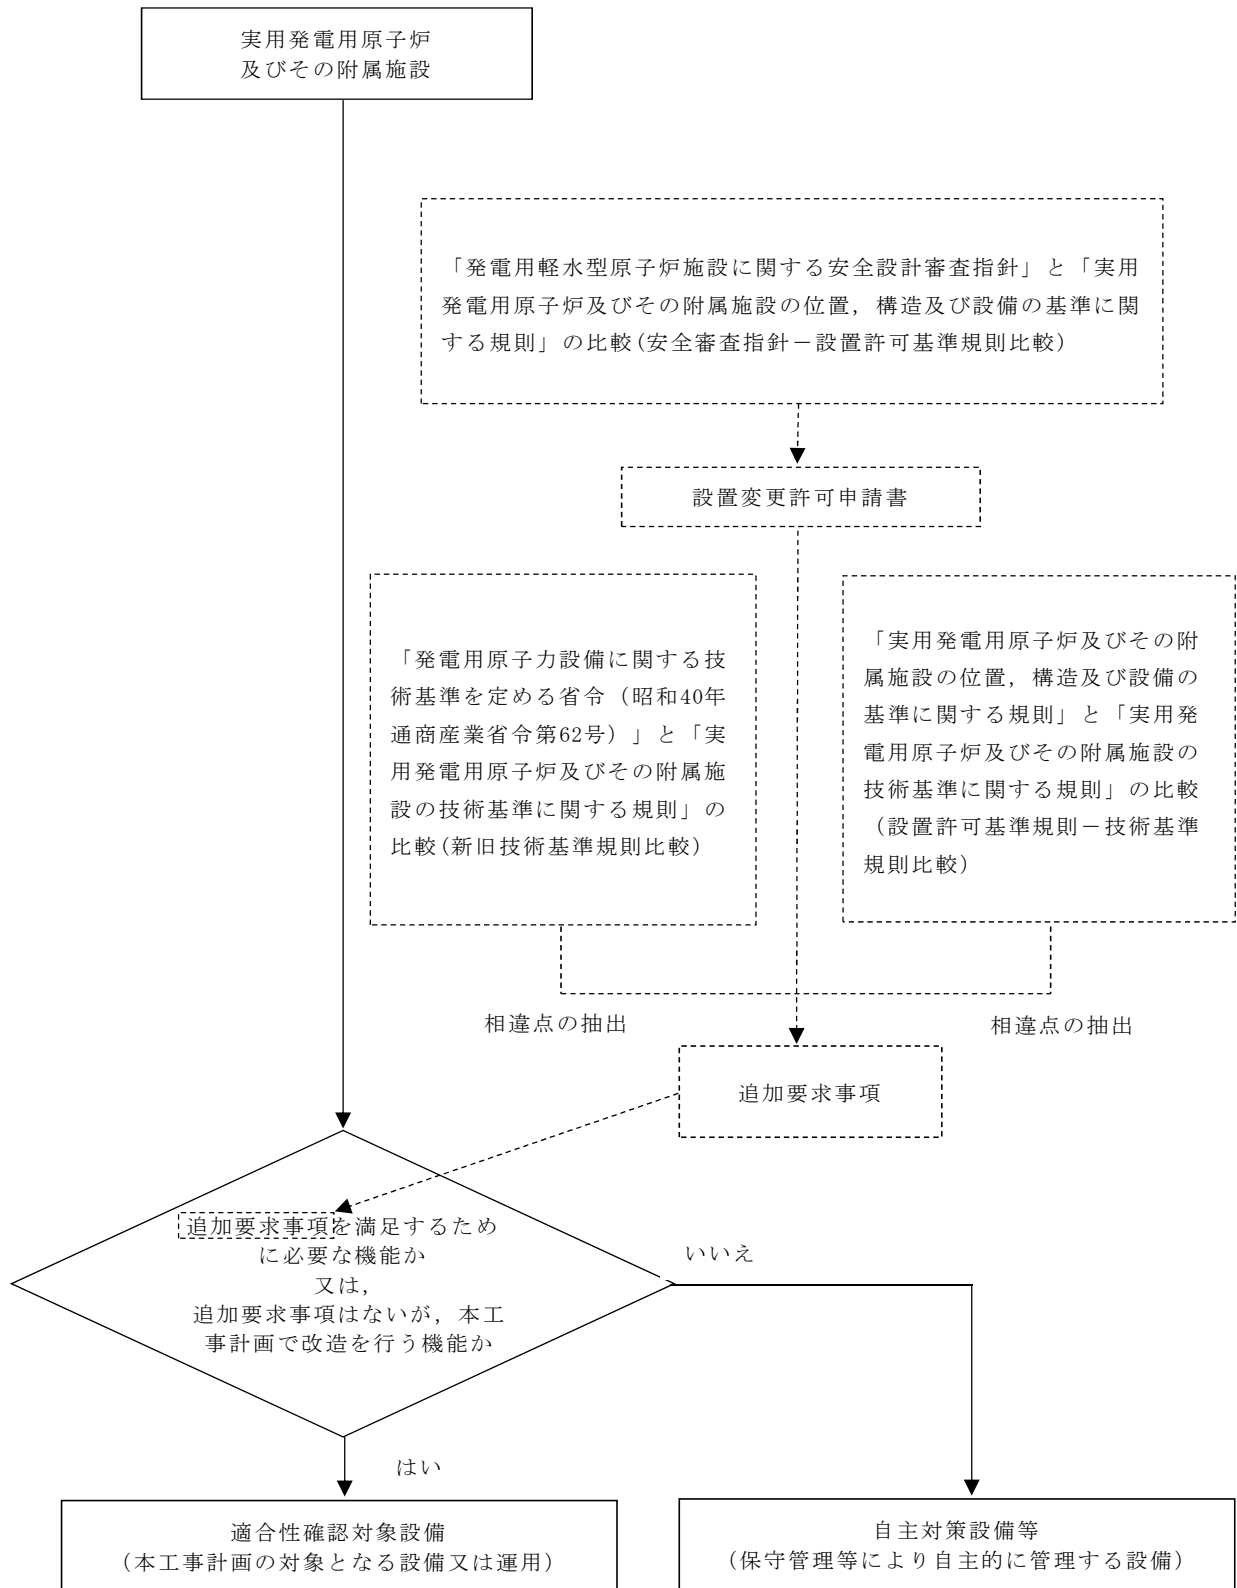 実用発電用原子炉
及びその附属施設
「発電用軽水型原子炉施設に関する安全設計審査指針」と「実用
発電用原子炉及びその附属施設の位置，構造及び設備の基準に関
する規則」の比較(安全審査指針－設置許可基準規則比較)
設置変更許可申請書
「発電用原子力設備に関する技
術基準を定める省令（昭和40年
通商産業省令第62号）」と「実
用発電用原子炉及びその附属施
設の技術基準に関する規則」の
比較(新旧技術基準規則比較)
「実用発電用原子炉及びその附
属施設の位置，構造及び設備の
基準に関する規則」と「実用発
電用原子炉及びその附属施設の
技術基準に関する規則」の比較
（設置許可基準規則－技術基準
規則比較）
相違点の抽出
相違点の抽出
追加要求事項
追加要求事項を満足するため
に必要な機能か
又は，
追加要求事項はないが，本工
事計画で改造を行う機能か
いいえ
はい
適合性確認対象設備
（本工事計画の対象となる設備又は運用）
自主対策設備等
（保守管理等により自主的に管理する設備）